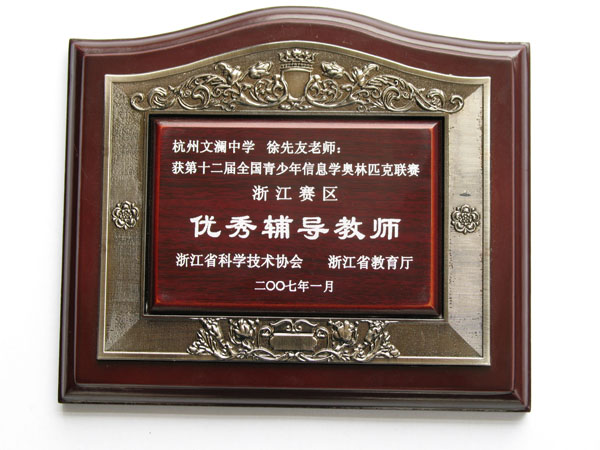 杭州文澜中学 徐先友老师：
获第十二届全国青少年信息学奥林匹克联赛
浙江赛区
优秀辅导教师
浙江省科学技术协会 浙江省教育厅
二〇〇七年一月